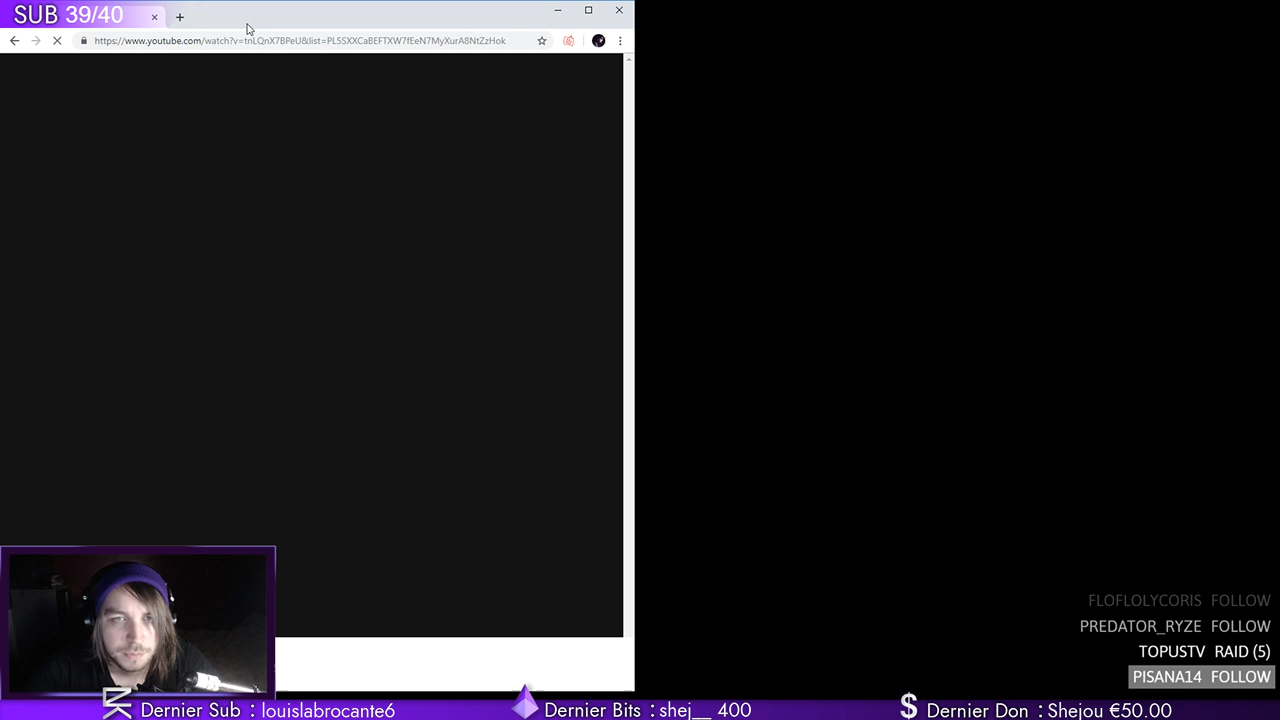 SUB 39/40
https://www.youtube.com/watch?v=tnLQnX7BPeU&list=PL5SXXCaBEFTXW7fEeN7MyXurA8NtZzHok
FLOFLOLYCORIS FOLLOW
PREDATOR_RYZE FOLLOW
TOPUSTV RAID (5)
PISANA14 FOLLOW
Dernier Sub : louislabrocante6
Dernier Bits : shej__ 400
$ Dernier Don : Shejou €50.00